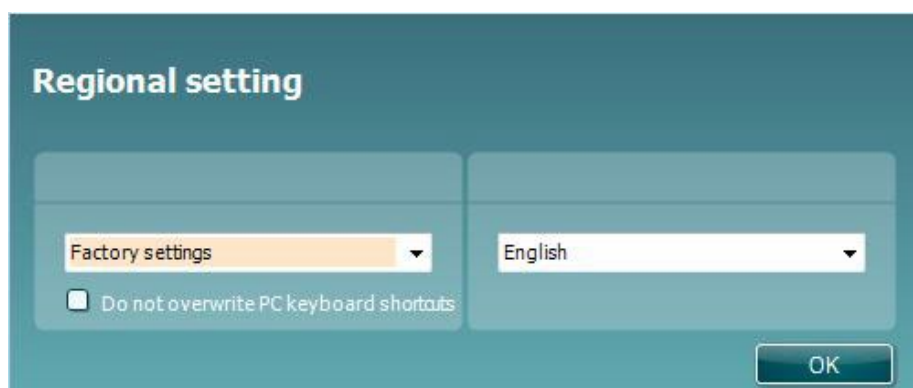 Regional setting
Factory settings
English
Do not overwrite PC keyboard shortcuts
OK